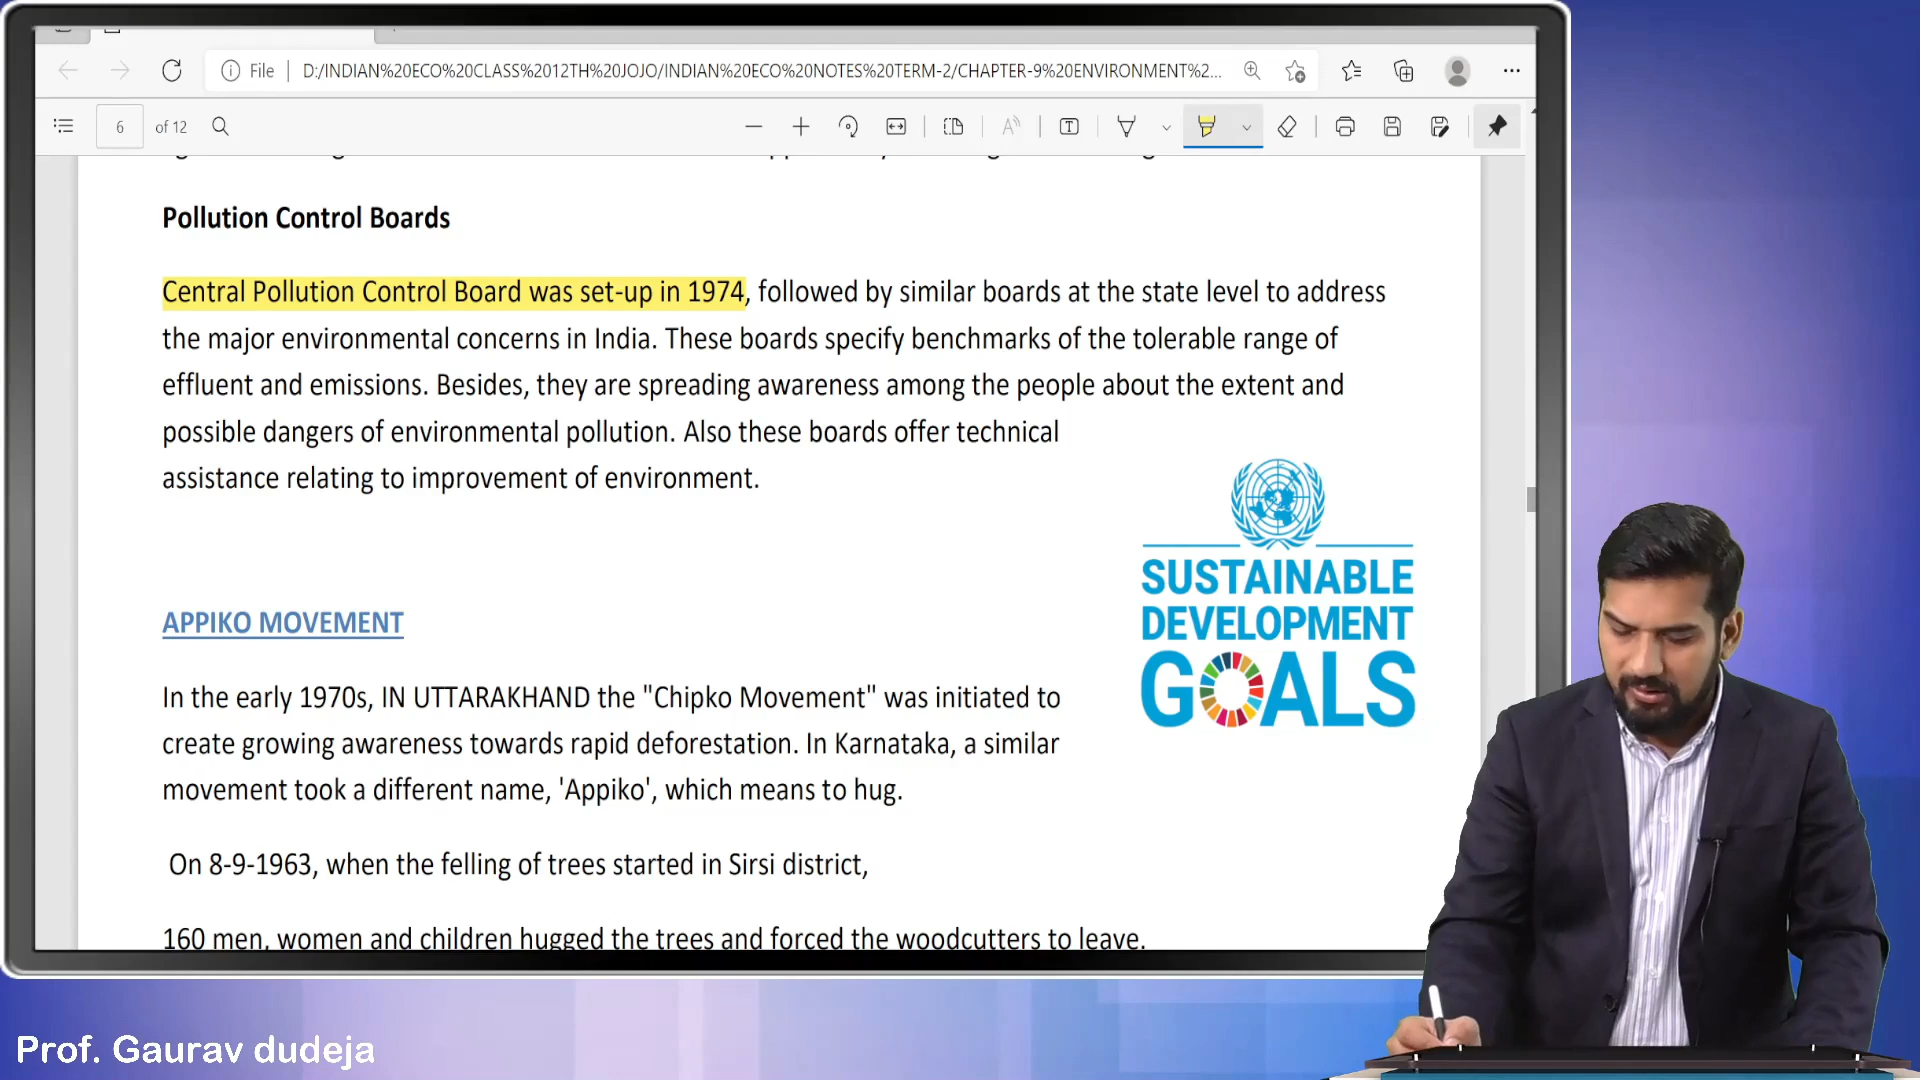 File D:/INDIAN%20ECO%20CLASS%2012TH%20JOJO/INDIAN%20ECO%20NOTES%20TERM-2/CHAPTER-9%20ENVIRONMENT%2...
6 of 12
Pollution Control Boards
Central Pollution Control Board was set-up in 1974, followed by similar boards at the state level to address
the major environmental concerns in India. These boards specify benchmarks of the tolerable range of
effluent and emissions. Besides, they are spreading awareness among the people about the extent and
possible dangers of environmental pollution. Also these boards offer technical
assistance relating to improvement of environment.
SUSTAINABLE
DEVELOPMENT
GOALS
APPIKO MOVEMENT
In the early 1970s, IN UTTARAKHAND the "Chipko Movement" was initiated to
create growing awareness towards rapid deforestation. In Karnataka, a similar
movement took a different name, 'Appiko', which means to hug.
On 8-9-1963, when the felling of trees started in Sirsi district,
160 men, women and children hugged the trees and forced the woodcutters to leave.
Prof. Gaurav dudeja